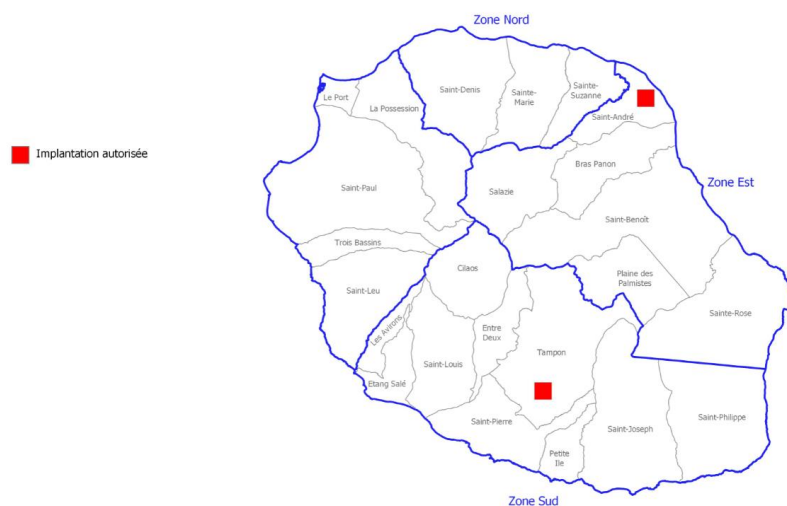 Zone Nord
Saint-Denis
Sainte-
Marie
Sainte-
Suzanne
Le Port
La Possession
Saint-André
Implantation autorisée
Bras Panon
Zone Est
Saint-Paul
Salazie
Saint-Benoît
Trois Bassins
Cilaos
Plaine des
Palmistes
Saint-Leu
Sainte-Rose
Les Avirons
Entre
Deux
Tampon
Saint-Louis
Etang Salé
Saint-Pierre
Saint-Joseph
Saint-Philippe
Petite
Ile
Zone Sud